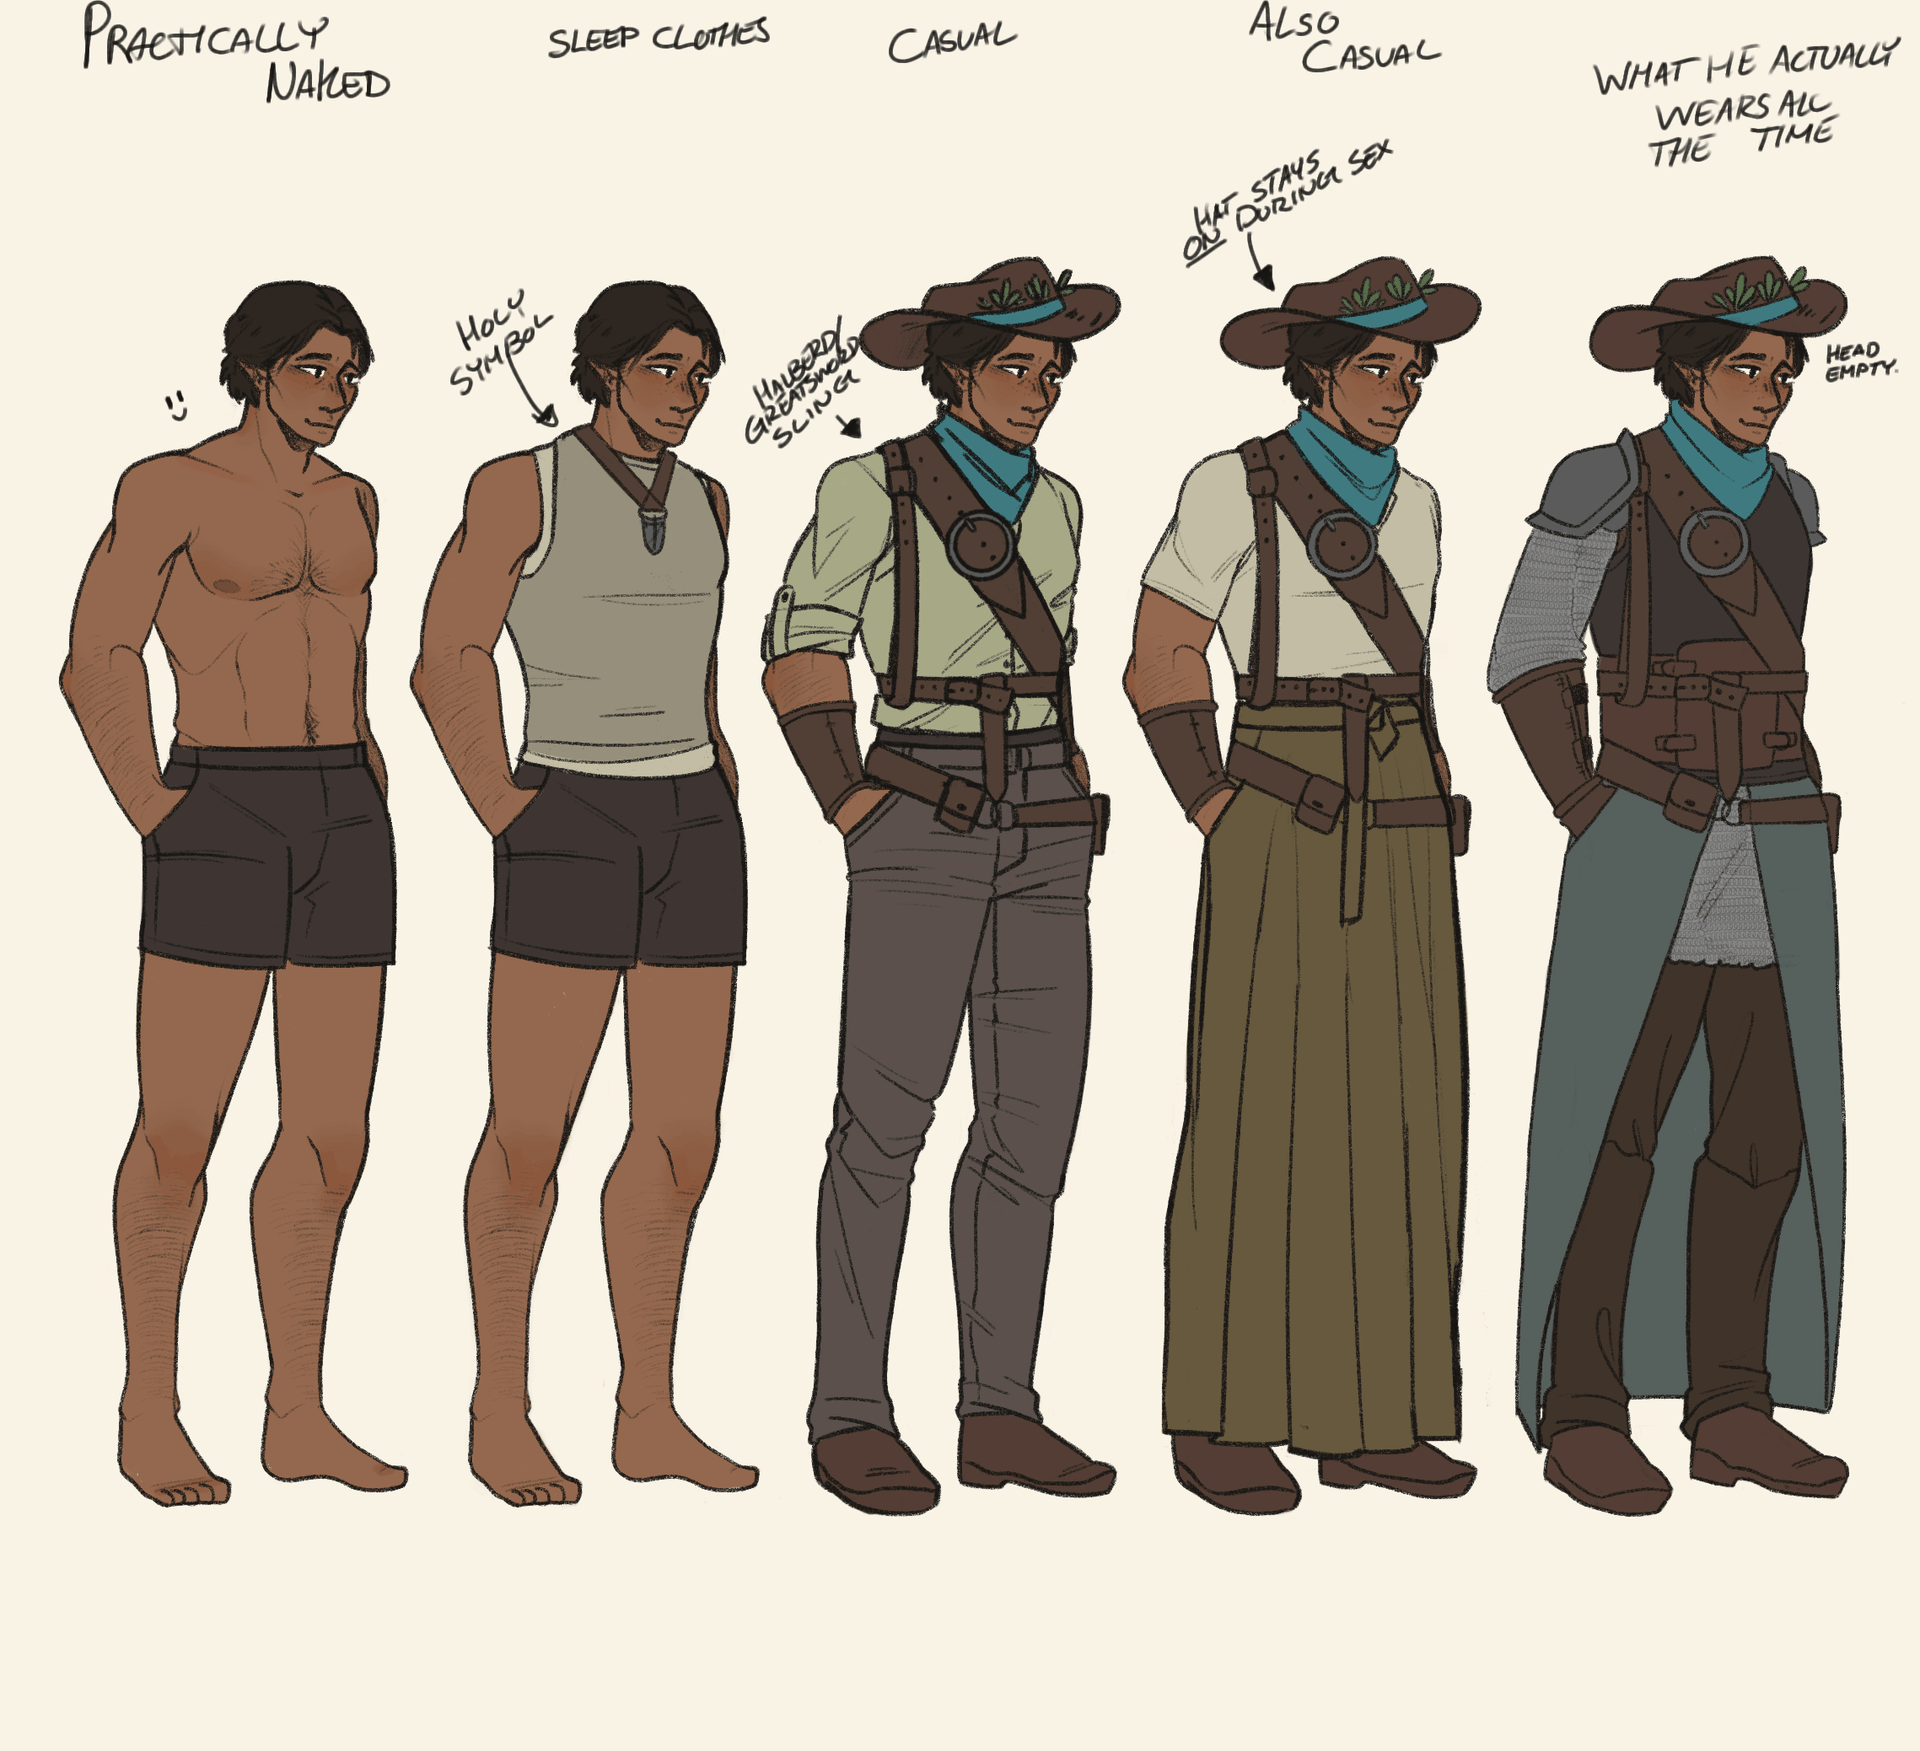 PRACTICALLY
NAKED
SLEEP CLOTHES
CASUAL
ALSO
CASUAL
WHAT HE ACTUALLY
WEARS ALL
THE TIME
HAT STAYS
ON DURING SEX
HOLY
SYMBOL
HALBERD/
GREATSWORD
SLING
HEAD
EMPTY.